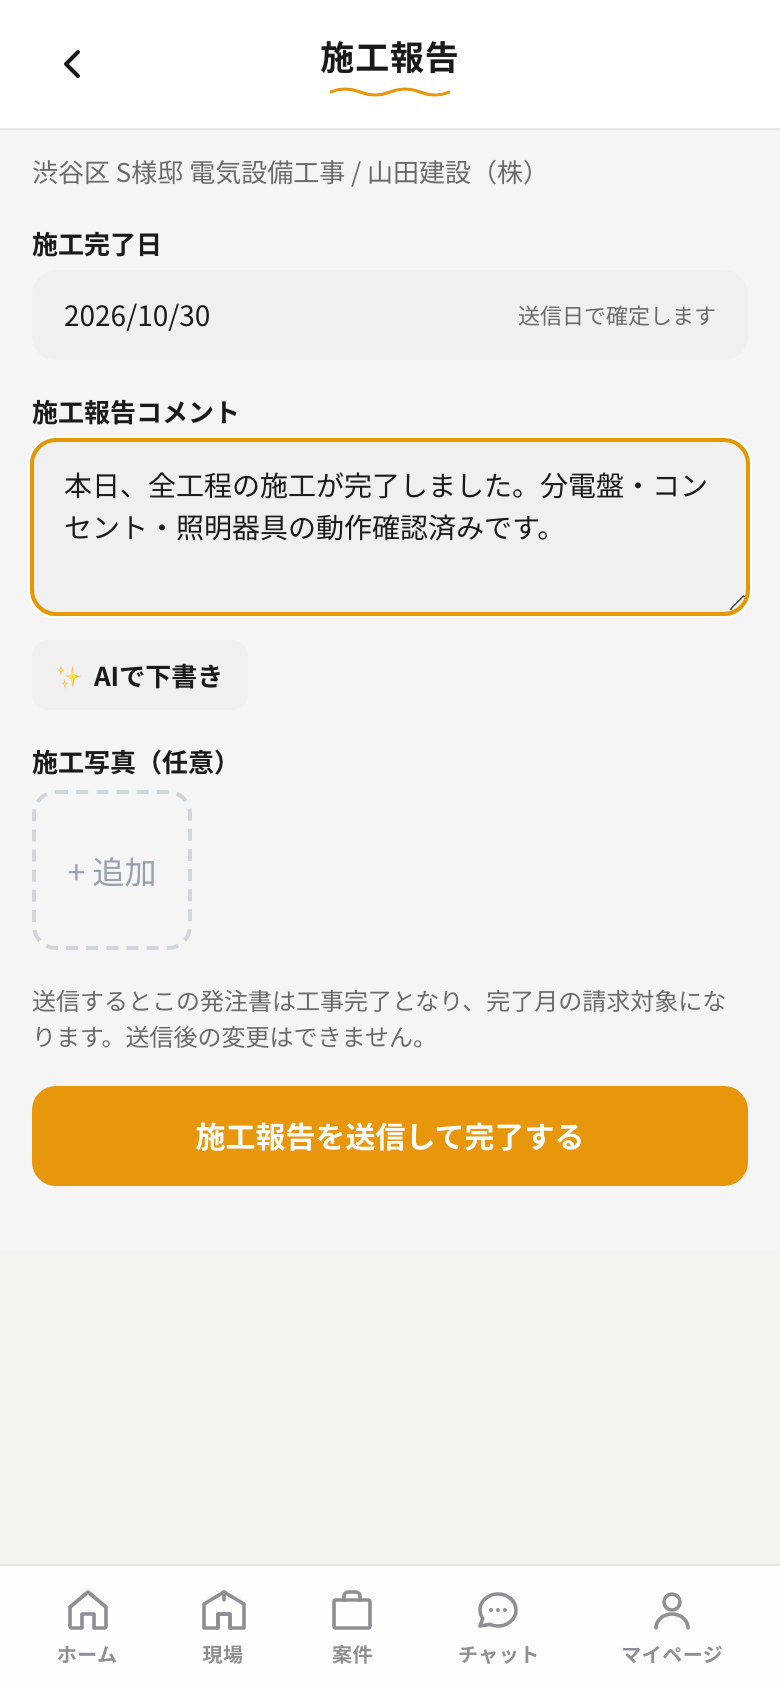 施工報告
渋谷区 S様邸 電気設備工事 / 山田建設（株）
施工完了日
2026/10/30
送信日で確定します
施工報告コメント
本日、全工程の施工が完了しました。分電盤・コン
セント・照明器具の動作確認済みです。
✨ AIで下書き
施工写真（任意）
+ 追加
送信するとこの発注書は工事完了となり、完了月の請求対象にな
ります。送信後の変更はできません。
施工報告を送信して完了する
ホーム
現場
案件
チャット
マイページ